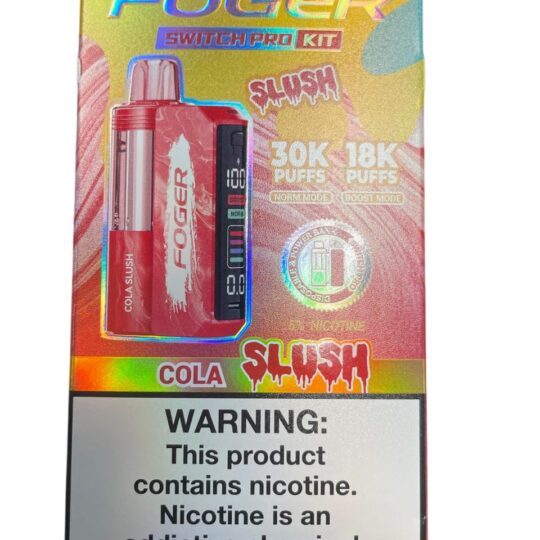 FOGER
SWITCH PRO KIT
SLUSH
30K 18K
PUFFS PUFFS
NORM MODE BOOST MODE
FOGER
COLA SLUSH
NORM
5% NICOTINE
COLA SLUSH
WARNING:
This product
contains nicotine.
Nicotine is an